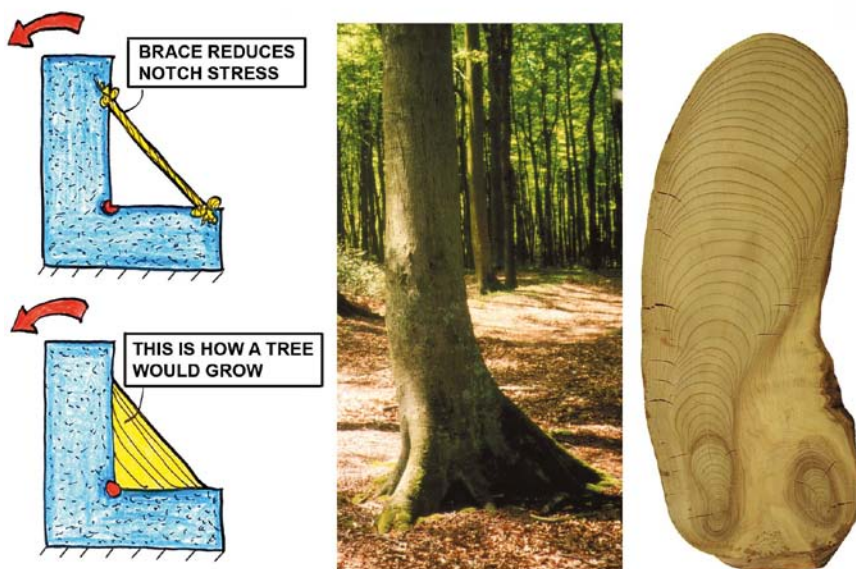 BRACE REDUCES
NOTCH STRESS
THIS IS HOW A TREE
WOULD GROW